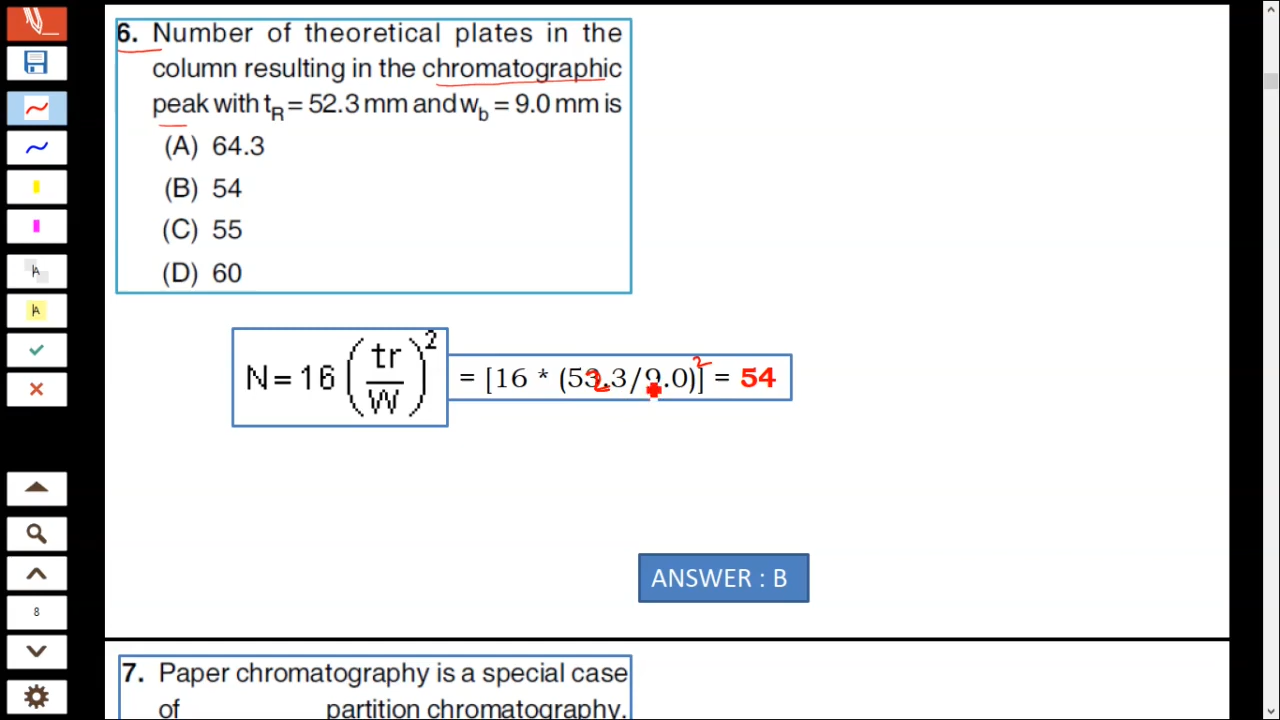 6. Number of theoretical plates in the
column resulting in the chromatographic
peak with tR = 52.3 mm and wb = 9.0 mm is
(A) 64.3
(B) 54
(C) 55
(D) 60
N = 16 (tr/W)2 = [16 * (53.3/9.0)]2 = 54
2
ANSWER : B
8
7. Paper chromatography is a special case
of partition chromatography.